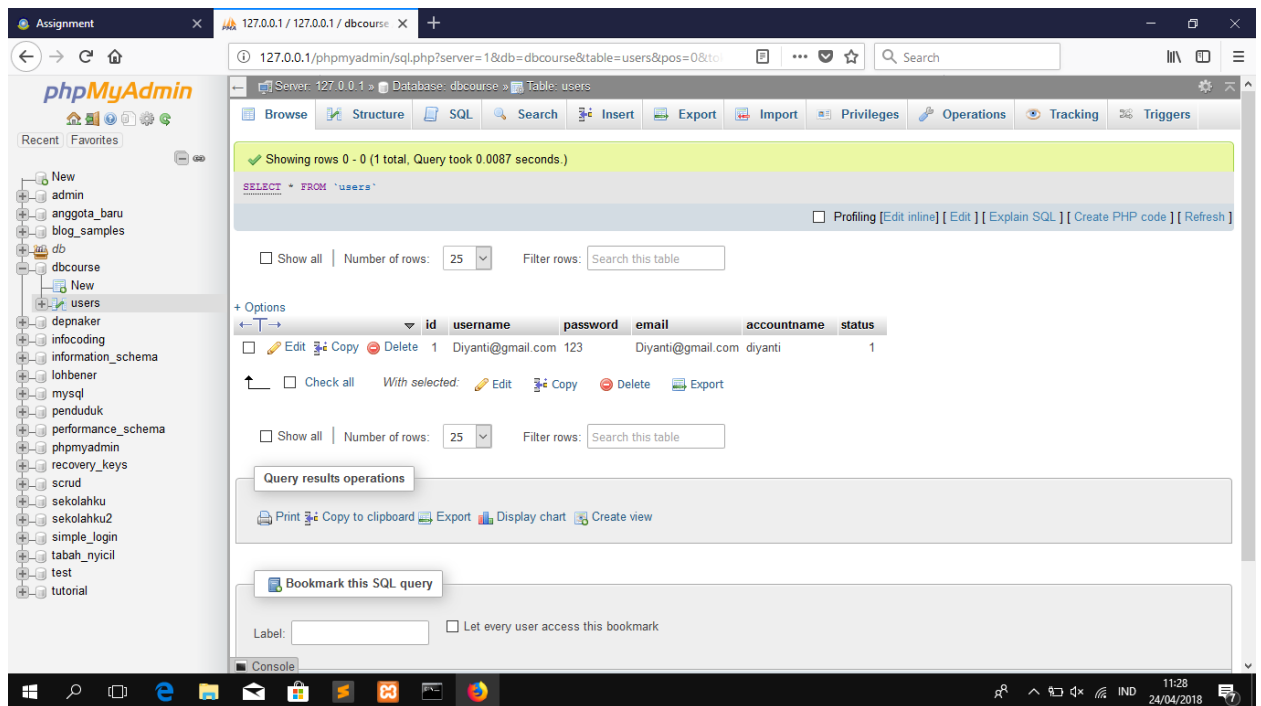 Assignment
127.0.0.1 / 127.0.0.1 / dbcourse
127.0.0.1/phpmyadmin/sql.php?server=1&db=dbcourse&table=users&pos=0&
Search
phpMyAdmin
Recent Favorites
New
admin
anggota_baru
blog_samples
db
dbcourse
New
users
depnaker
infocoding
information_schema
lohbener
mysql
penduduk
performance_schema
phpmyadmin
recovery_keys
scrud
sekolahku
sekolahku2
simple_login
tabah_nyicil
test
tutorial
Server: 127.0.0.1 » Database: dbcourse » Table: users
Browse Structure SQL Search Insert Export Import Privileges Operations Tracking Triggers
Showing rows 0 - 0 (1 total, Query took 0.0087 seconds.)
SELECT * FROM `users`
Profiling [Edit inline] [ Edit ] [ Explain SQL ] [ Create PHP code ] [ Refresh ]
Show all Number of rows: 25 Filter rows: Search this table
+ Options
←T→ id username password email accountname status
Edit Copy Delete 1 Diyanti@gmail.com 123 Diyanti@gmail.com diyanti 1
Check all With selected: Edit Copy Delete Export
Show all Number of rows: 25 Filter rows: Search this table
Query results operations
Print Copy to clipboard Export Display chart Create view
Bookmark this SQL query
Label: Let every user access this bookmark
Console
IND
11:28
24/04/2018
7